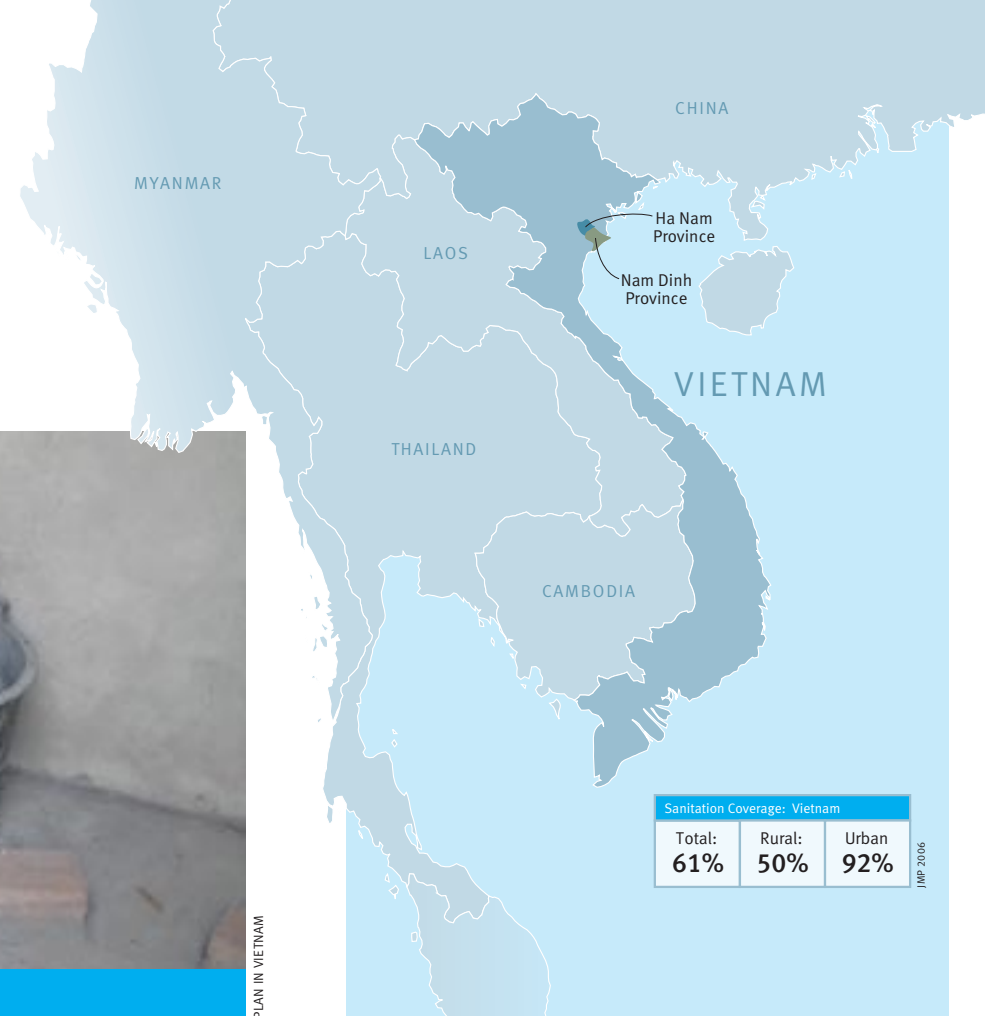 CHINA
MYANMAR
Ha Nam
Province
LAOS
Nam Dinh
Province
VIETNAM
THAILAND
CAMBODIA
Sanitation Coverage: Vietnam
Total:
61%
Rural:
50%
Urban
92%
JMP 2006
PLAN IN VIETNAM